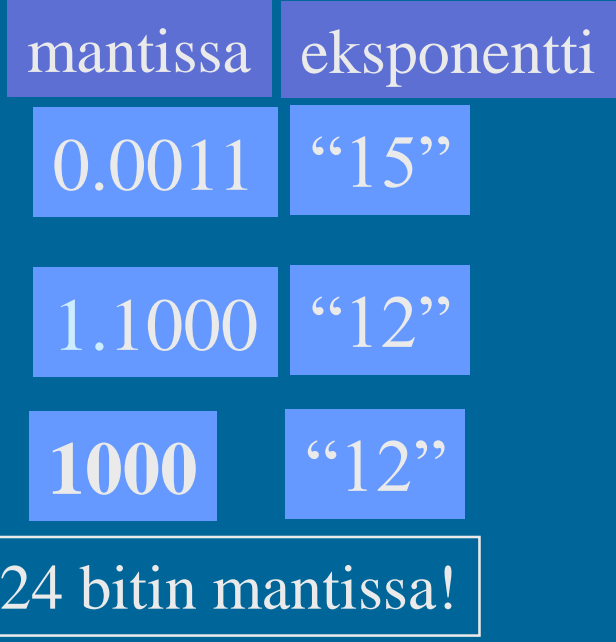 mantissa eksponentti
0.0011 “15”
1.1000 “12”
1000 “12”
24 bitin mantissa!